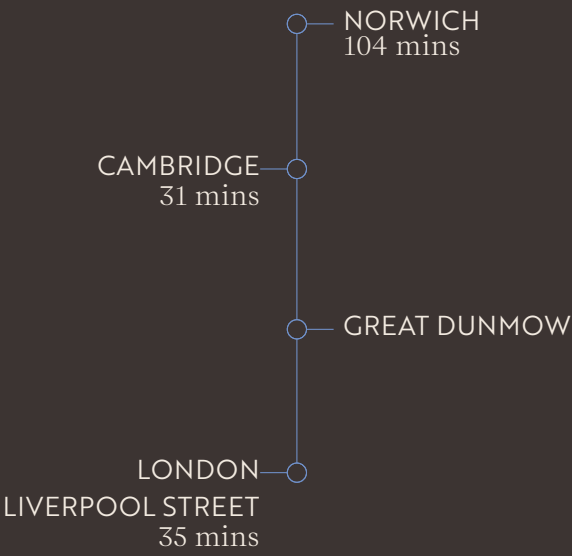 NORWICH
104 mins
CAMBRIDGE
31 mins
GREAT DUNMOW
LONDON
LIVERPOOL STREET
35 mins